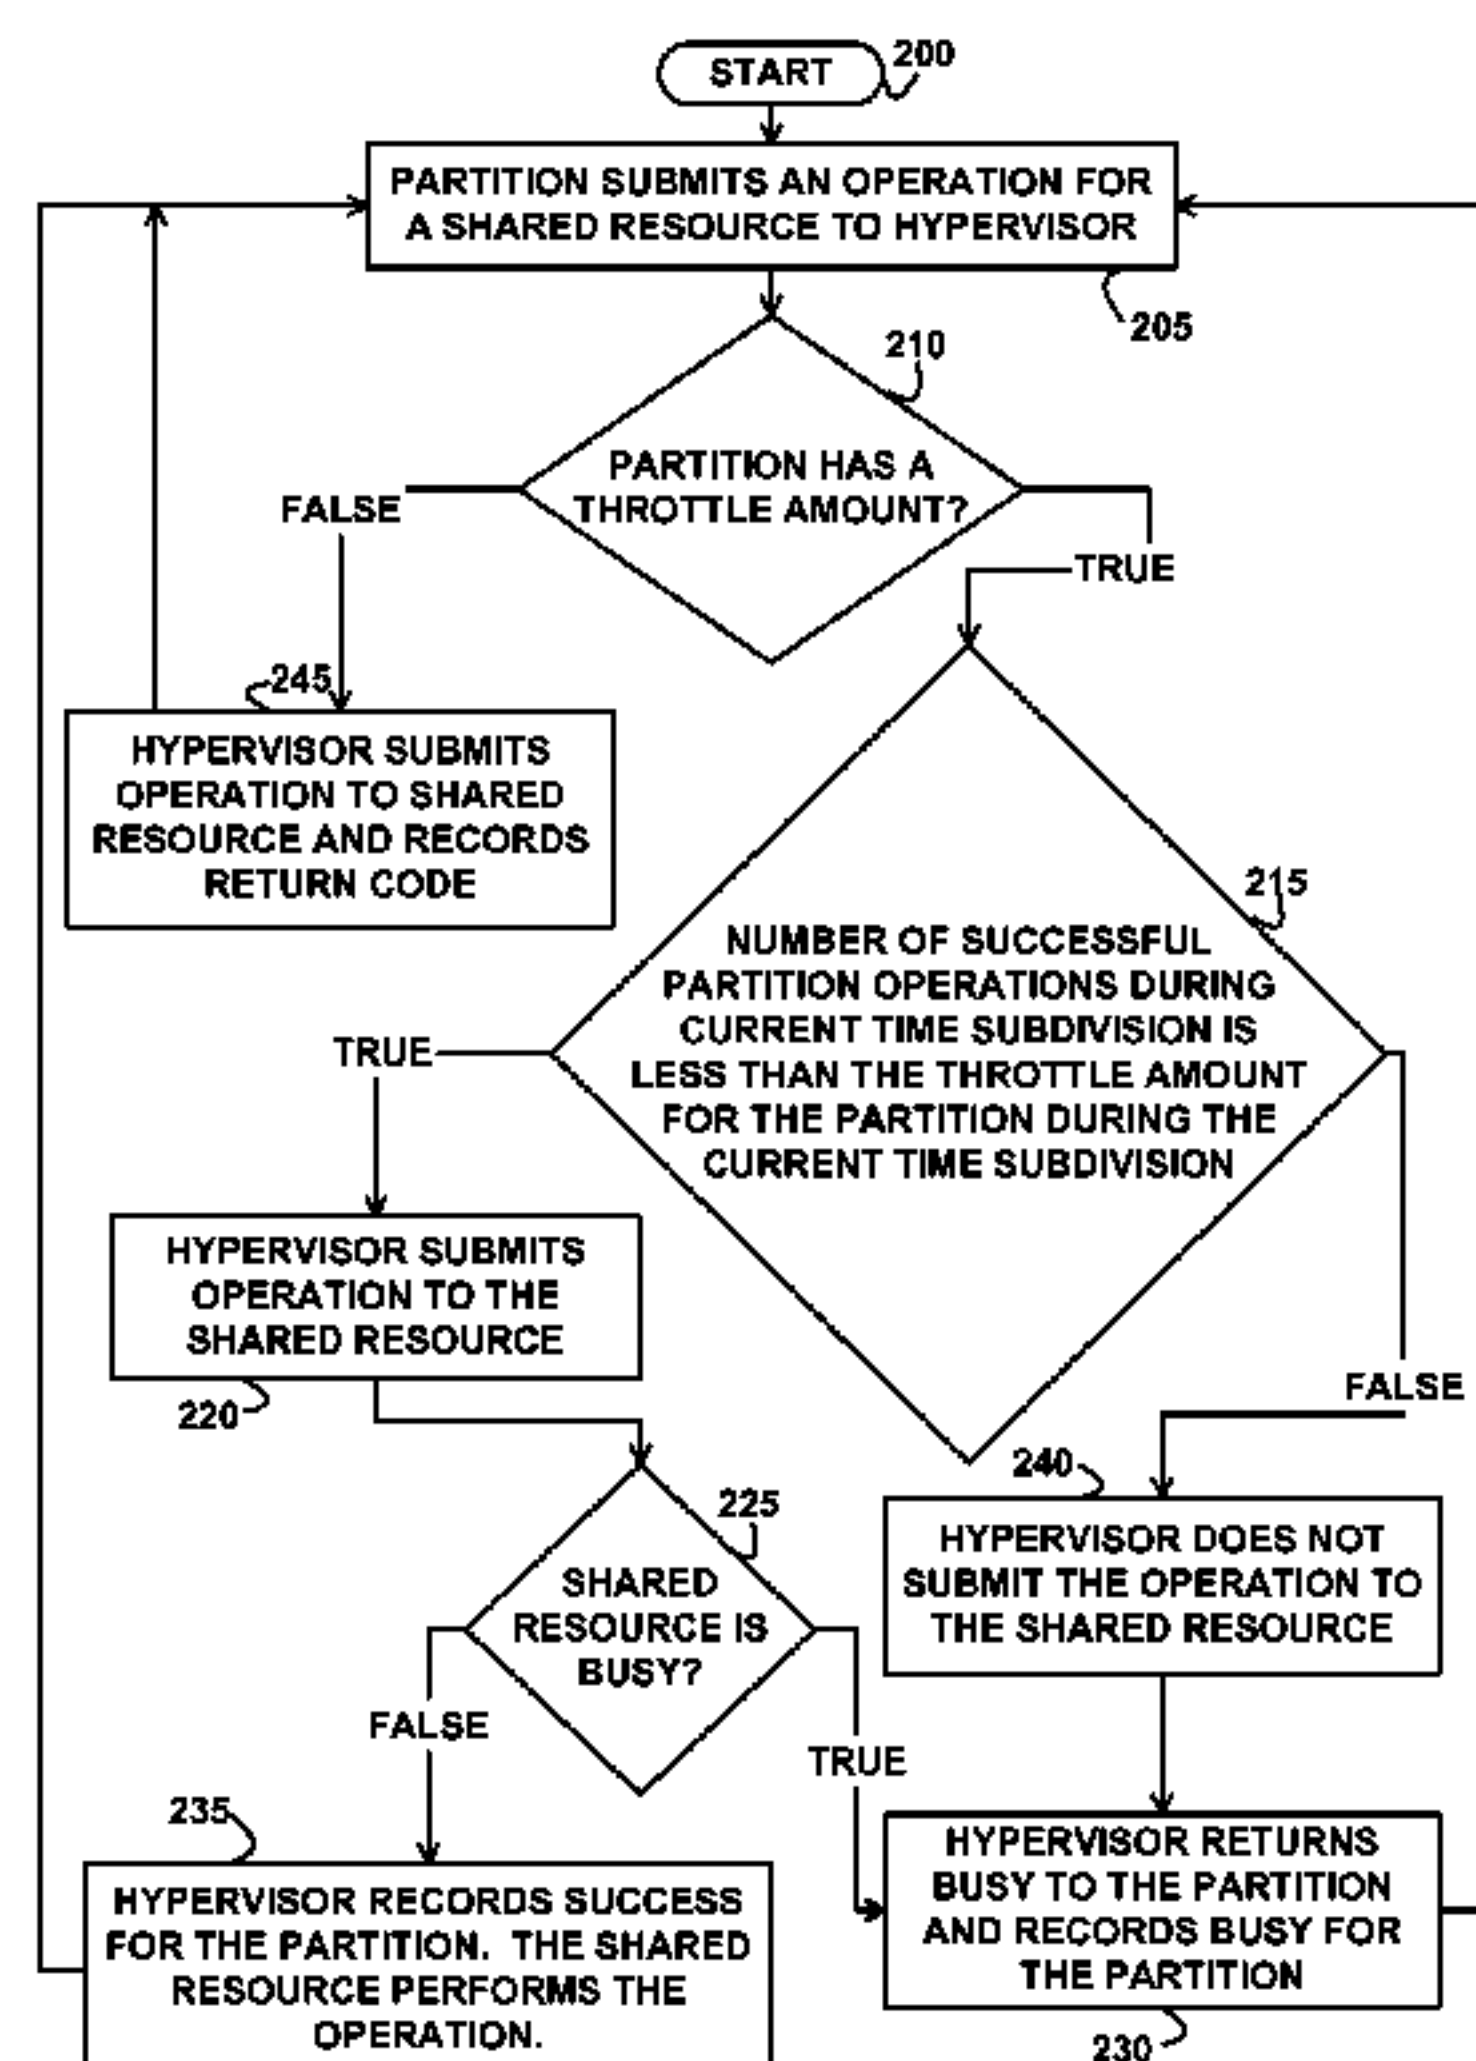 START
200
PARTITION SUBMITS AN OPERATION FOR
A SHARED RESOURCE TO HYPERVISOR
205
210
PARTITION HAS A
THROTTLE AMOUNT?
FALSE
TRUE
245
HYPERVISOR SUBMITS
OPERATION TO SHARED
RESOURCE AND RECORDS
RETURN CODE
215
NUMBER OF SUCCESSFUL
PARTITION OPERATIONS DURING
CURRENT TIME SUBDIVISION IS
LESS THAN THE THROTTLE AMOUNT
FOR THE PARTITION DURING THE
CURRENT TIME SUBDIVISION
TRUE
FALSE
HYPERVISOR SUBMITS
OPERATION TO THE
SHARED RESOURCE
220
225
SHARED
RESOURCE IS
BUSY?
FALSE
TRUE
240
HYPERVISOR DOES NOT
SUBMIT THE OPERATION TO
THE SHARED RESOURCE
235
HYPERVISOR RECORDS SUCCESS
FOR THE PARTITION. THE SHARED
RESOURCE PERFORMS THE
OPERATION.
HYPERVISOR RETURNS
BUSY TO THE PARTITION
AND RECORDS BUSY FOR
THE PARTITION
230